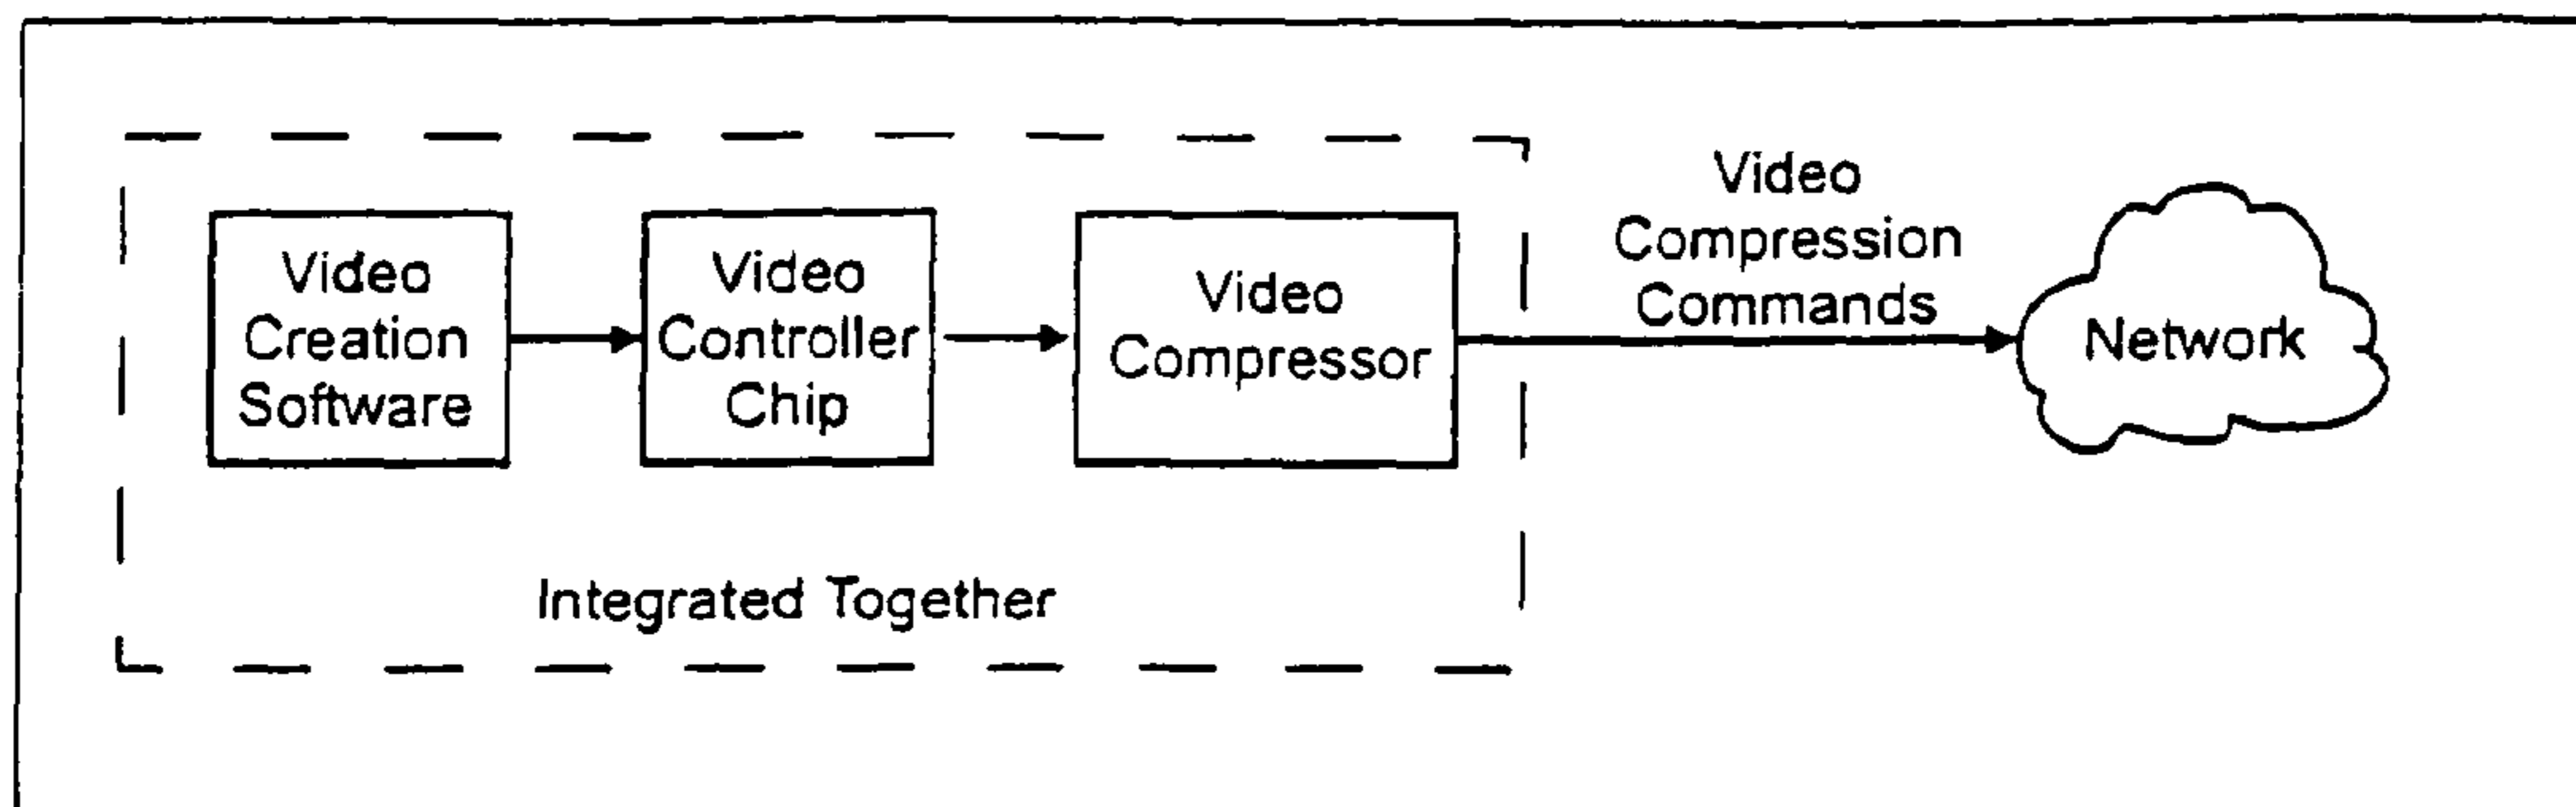 Video
Creation
Software
Video
Controller
Chip
Video
Compressor
Video
Compression
Commands
Network
Integrated Together